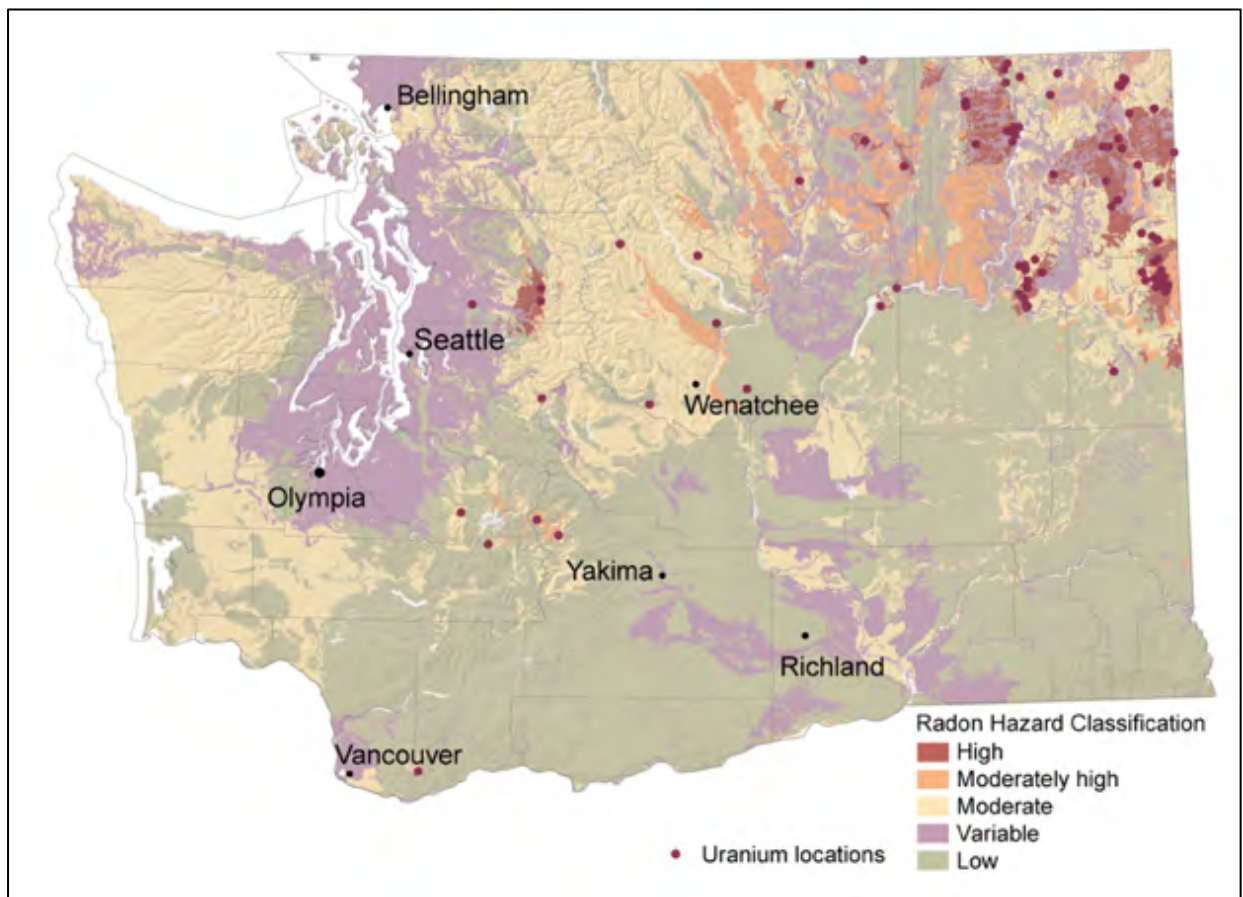 Bellingham
Seattle
Wenatchee
Olympia
Yakima
Richland
Vancouver
Radon Hazard Classification
High
Moderately high
Moderate
Variable
Low
Uranium locations